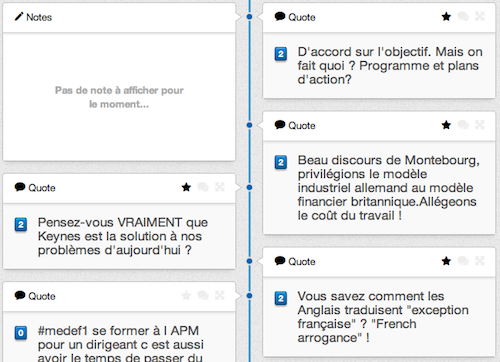 Notes
Pas de note à afficher pour
le moment...
Quote
2
Pensez-vous VRAIMENT que
Keynes est la solution à nos
problèmes d'aujourd'hui ?
Quote
0
#medef1 se former à l APM
pour un dirigeant c est aussi
avoir le temps de passer du
Quote
2
D'accord sur l'objectif. Mais on
fait quoi ? Programme et plans
d'action?
Quote
2
Beau discours de Montebourg,
privilégions le modèle
industriel allemand au modèle
financier britannique.Allégeons
le coût du travail !
Quote
2
Vous savez comment les
Anglais traduisent "exception
française" ? "French
arrogance" !